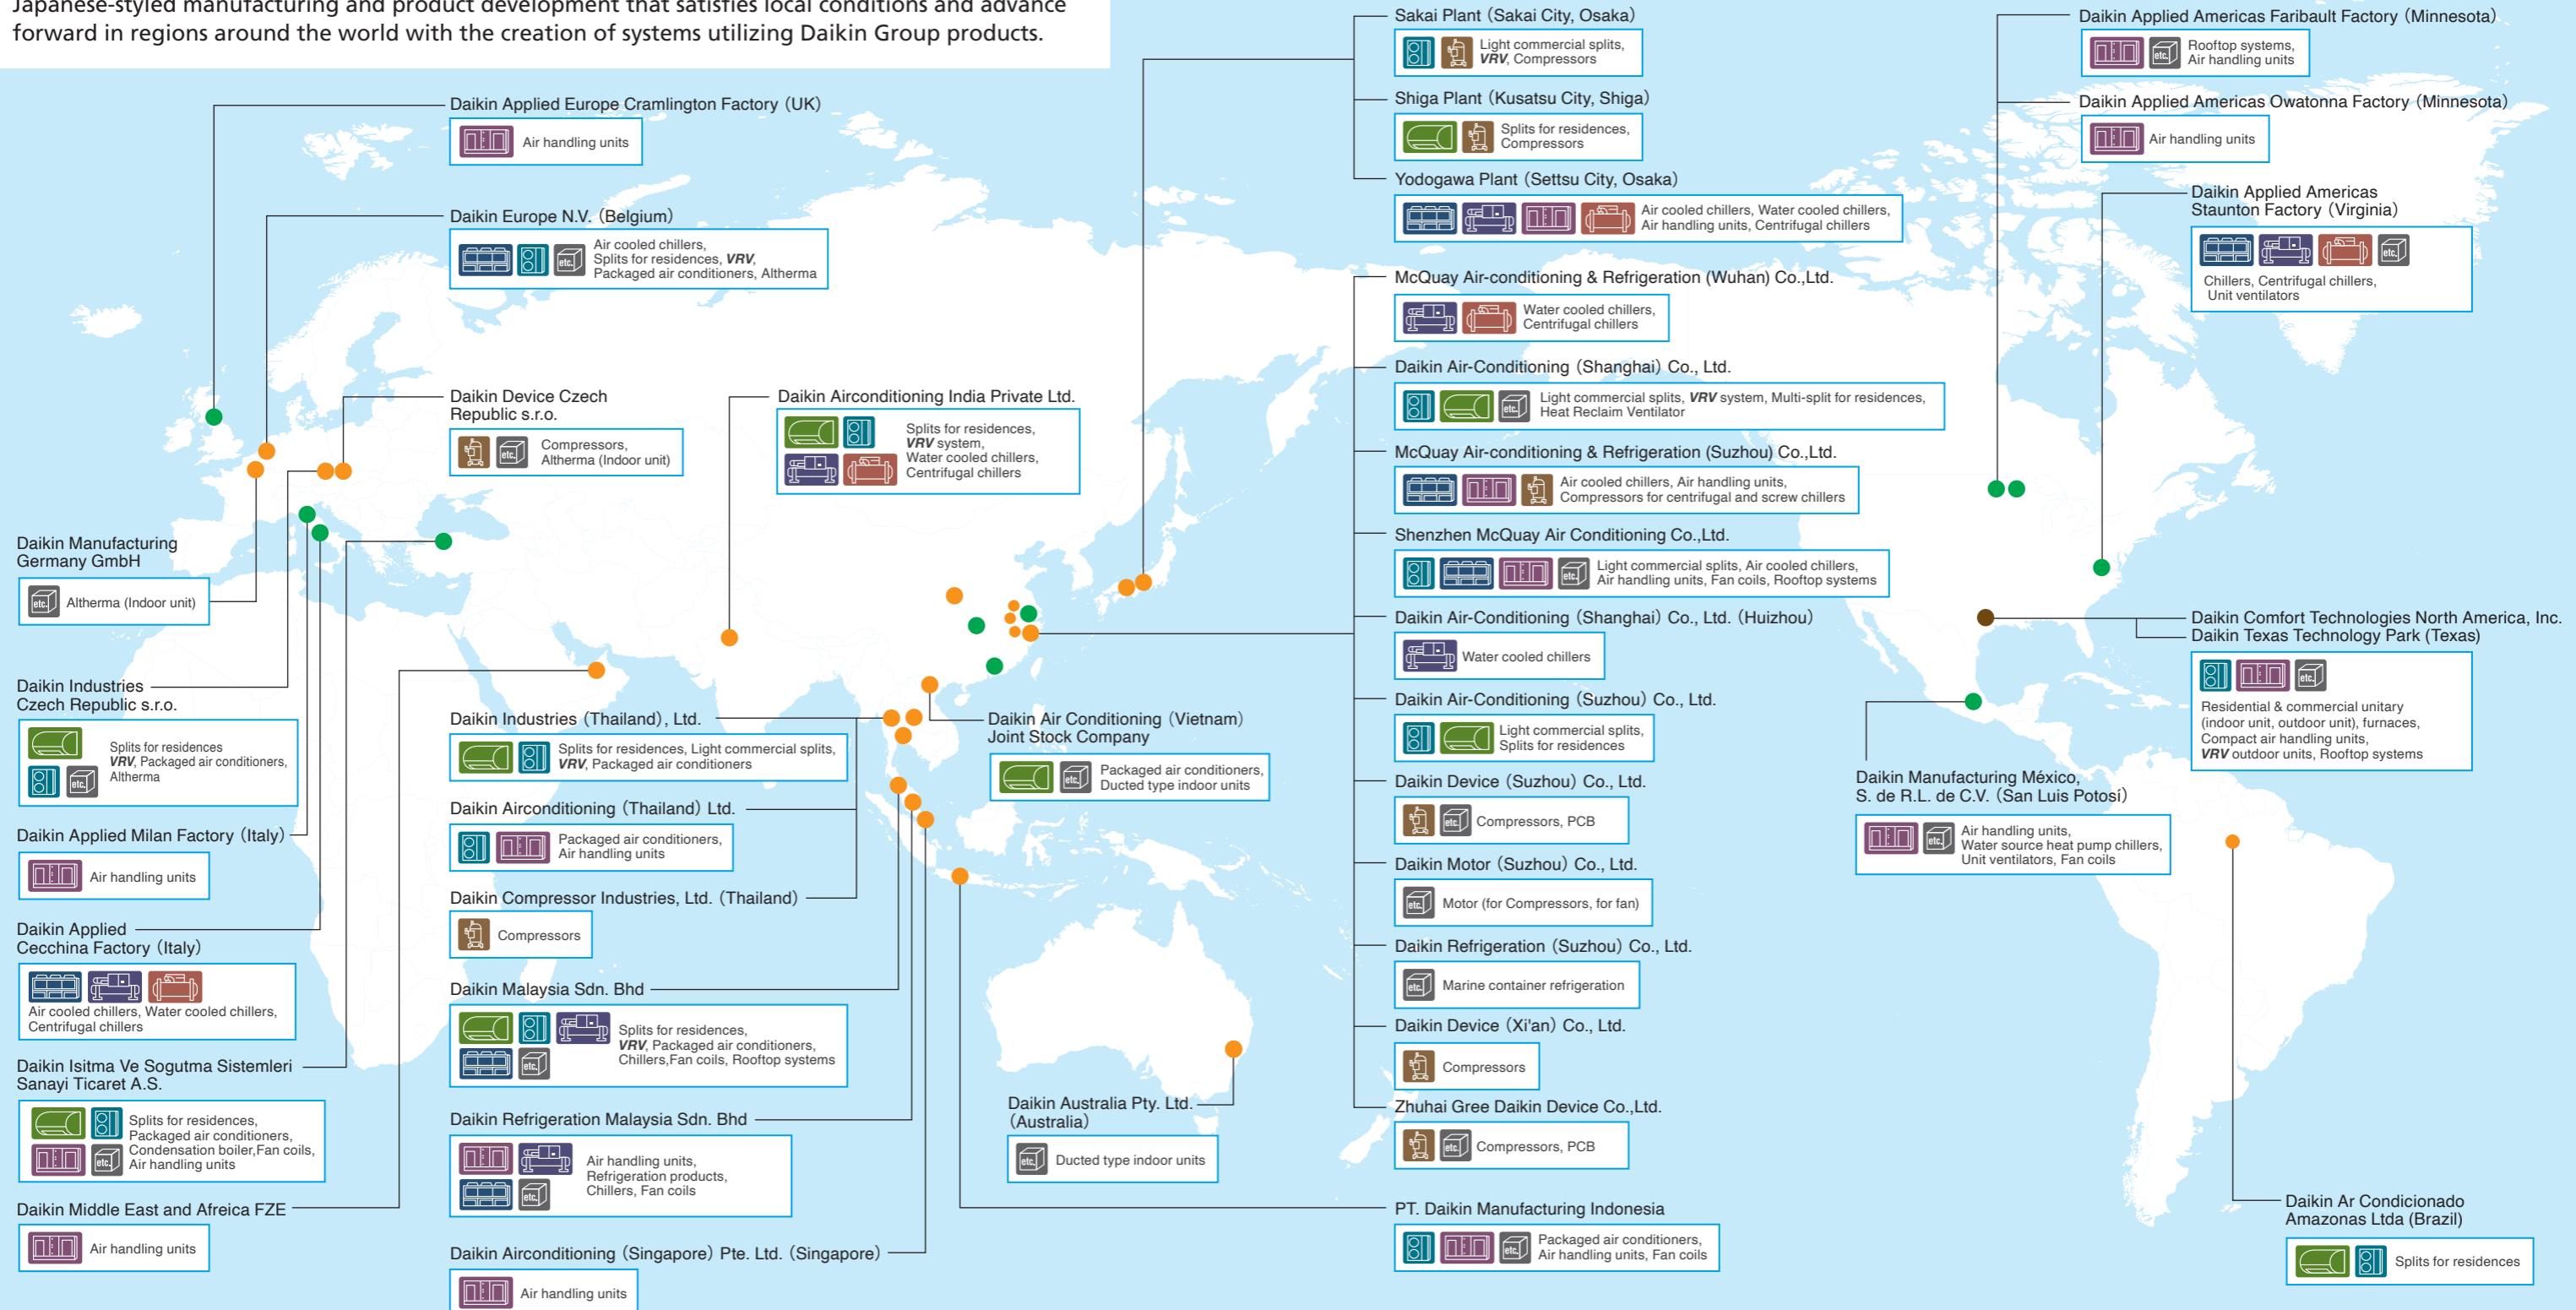 Japanese-styled manufacturing and product development that satisfies local conditions and advance
forward in regions around the world with the creation of systems utilizing Daikin Group products.
Daikin Applied Europe Cramlington Factory (UK)
Air handling units
Daikin Europe N.V. (Belgium)
etc.
Air cooled chillers,
Splits for residences, VRV,
Packaged air conditioners, Altherma
Daikin Device Czech
Republic s.r.o.
etc.
Compressors,
Altherma (Indoor unit)
Daikin Airconditioning India Private Ltd.
Splits for residences,
VRV system,
Water cooled chillers,
Centrifugal chillers
Daikin Manufacturing
Germany GmbH
etc.
Altherma (Indoor unit)
Daikin Industries
Czech Republic s.r.o.
Splits for residences
VRV, Packaged air conditioners,
Altherma
etc.
Daikin Applied Milan Factory (Italy)
Air handling units
Daikin Applied
Cecchina Factory (Italy)
Air cooled chillers, Water cooled chillers,
Centrifugal chillers
Daikin Isitma Ve Sogutma Sistemleri
Sanayi Ticaret A.S.
Splits for residences,
Packaged air conditioners,
Condensation boiler,Fan coils,
Air handling units
etc.
Daikin Middle East and Afreica FZE
Air handling units
Daikin Industries (Thailand), Ltd.
Splits for residences, Light commercial splits,
VRV, Packaged air conditioners
Daikin Airconditioning (Thailand) Ltd.
Packaged air conditioners,
Air handling units
Daikin Compressor Industries, Ltd. (Thailand)
Compressors
Daikin Malaysia Sdn. Bhd
Splits for residences,
VRV, Packaged air conditioners,
Chillers,Fan coils, Rooftop systems
etc.
Daikin Refrigeration Malaysia Sdn. Bhd
Air handling units,
Refrigeration products,
Chillers, Fan coils
etc.
Daikin Airconditioning (Singapore) Pte. Ltd. (Singapore)
Air handling units
Daikin Air Conditioning (Vietnam)
Joint Stock Company
etc.
Packaged air conditioners,
Ducted type indoor units
Daikin Australia Pty. Ltd.
(Australia)
etc.
Ducted type indoor units
Sakai Plant (Sakai City, Osaka)
Light commercial splits,
VRV, Compressors
Shiga Plant (Kusatsu City, Shiga)
Splits for residences,
Compressors
Yodogawa Plant (Settsu City, Osaka)
Air cooled chillers, Water cooled chillers,
Air handling units, Centrifugal chillers
McQuay Air-conditioning & Refrigeration (Wuhan) Co.,Ltd.
Water cooled chillers,
Centrifugal chillers
Daikin Air-Conditioning (Shanghai) Co., Ltd.
etc.
Light commercial splits, VRV system, Multi-split for residences,
Heat Reclaim Ventilator
McQuay Air-conditioning & Refrigeration (Suzhou) Co.,Ltd.
Air cooled chillers, Air handling units,
Compressors for centrifugal and screw chillers
Shenzhen McQuay Air Conditioning Co.,Ltd.
etc.
Light commercial splits, Air cooled chillers,
Air handling units, Fan coils, Rooftop systems
Daikin Air-Conditioning (Shanghai) Co., Ltd. (Huizhou)
Water cooled chillers
Daikin Air-Conditioning (Suzhou) Co., Ltd.
Light commercial splits,
Splits for residences
Daikin Device (Suzhou) Co., Ltd.
etc.
Compressors, PCB
Daikin Motor (Suzhou) Co., Ltd.
etc.
Motor (for Compressors, for fan)
Daikin Refrigeration (Suzhou) Co., Ltd.
etc.
Marine container refrigeration
Daikin Device (Xi'an) Co., Ltd.
Compressors
Zhuhai Gree Daikin Device Co.,Ltd.
etc.
Compressors, PCB
PT. Daikin Manufacturing Indonesia
etc.
Packaged air conditioners,
Air handling units, Fan coils
Daikin Applied Americas Faribault Factory (Minnesota)
etc.
Rooftop systems,
Air handling units
Daikin Applied Americas Owatonna Factory (Minnesota)
Air handling units
Daikin Applied Americas
Staunton Factory (Virginia)
etc.
Chillers, Centrifugal chillers,
Unit ventilators
Daikin Comfort Technologies North America, Inc.
Daikin Texas Technology Park (Texas)
etc.
Residential & commercial unitary
(indoor unit, outdoor unit), furnaces,
Compact air handling units,
VRV outdoor units, Rooftop systems
Daikin Manufacturing México,
S. de R.L. de C.V. (San Luis Potosí)
etc.
Air handling units,
Water source heat pump chillers,
Unit ventilators, Fan coils
Daikin Ar Condicionado
Amazonas Ltda (Brazil)
Splits for residences